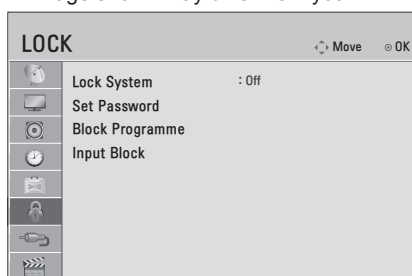 LOCK
Move OK
Lock System : Off
Set Password
Block Programme
Input Block